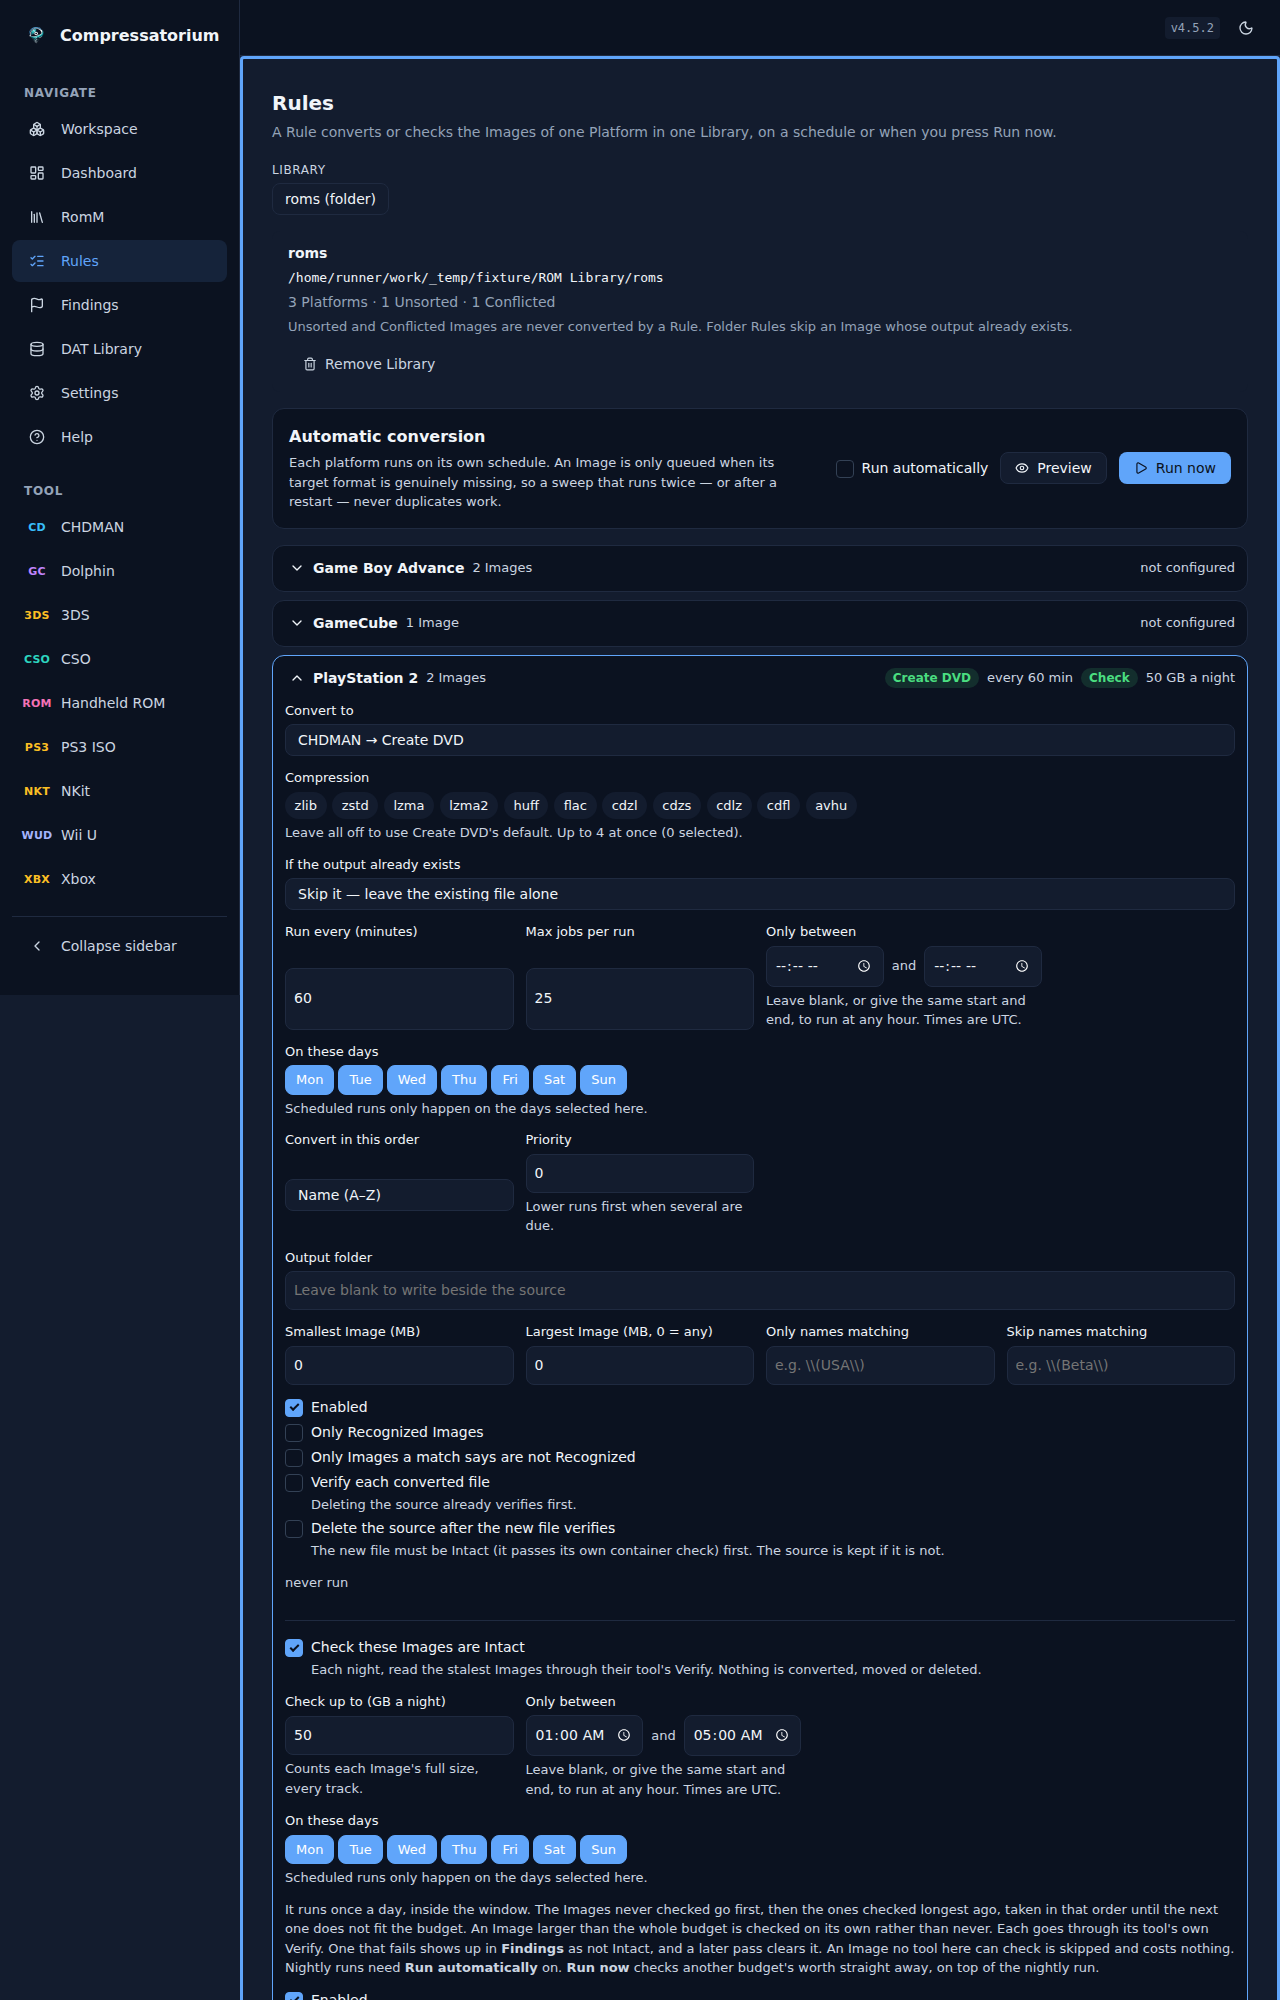 Compressatorium
v4.5.2
NAVIGATE
Workspace
Dashboard
RomM
Rules
Findings
DAT Library
Settings
Help
TOOL
CD CHDMAN
GC Dolphin
3DS 3DS
CSO CSO
ROM Handheld ROM
PS3 PS3 ISO
NKT NKit
WUD Wii U
XBX Xbox
Collapse sidebar
Rules
A Rule converts or checks the Images of one Platform in one Library, on a schedule or when you press Run now.
LIBRARY
roms (folder)
roms
/home/runner/work/_temp/fixture/ROM Library/roms
3 Platforms · 1 Unsorted · 1 Conflicted
Unsorted and Conflicted Images are never converted by a Rule. Folder Rules skip an Image whose output already exists.
Remove Library
Automatic conversion
Each platform runs on its own schedule. An Image is only queued when its
target format is genuinely missing, so a sweep that runs twice — or after a
restart — never duplicates work.
Run automatically
Preview
Run now
Game Boy Advance 2 Images not configured
GameCube 1 Image not configured
PlayStation 2 2 Images Create DVD every 60 min Check 50 GB a night
Convert to
CHDMAN → Create DVD
Compression
zlib zstd lzma lzma2 huff flac cdzl cdzs cdlz cdfl avhu
Leave all off to use Create DVD's default. Up to 4 at once (0 selected).
If the output already exists
Skip it — leave the existing file alone
Run every (minutes) Max jobs per run Only between
60 25 --:-- -- and --:-- --
Leave blank, or give the same start and
end, to run at any hour. Times are UTC.
On these days
Mon Tue Wed Thu Fri Sat Sun
Scheduled runs only happen on the days selected here.
Convert in this order Priority
Name (A–Z) 0
Lower runs first when several are
due.
Output folder
Leave blank to write beside the source
Smallest Image (MB) Largest Image (MB, 0 = any) Only names matching Skip names matching
0 0 e.g. \\(USA\\) e.g. \\(Beta\\)
Enabled
Only Recognized Images
Only Images a match says are not Recognized
Verify each converted file
Deleting the source already verifies first.
Delete the source after the new file verifies
The new file must be Intact (it passes its own container check) first. The source is kept if it is not.
never run
Check these Images are Intact
Each night, read the stalest Images through their tool's Verify. Nothing is converted, moved or deleted.
Check up to (GB a night) Only between
50 01:00 AM and 05:00 AM
Counts each Image's full size,
every track.
Leave blank, or give the same start and
end, to run at any hour. Times are UTC.
On these days
Mon Tue Wed Thu Fri Sat Sun
Scheduled runs only happen on the days selected here.
It runs once a day, inside the window. The Images never checked go first, then the ones checked longest ago, taken in that order until the next
one does not fit the budget. An Image larger than the whole budget is checked on its own rather than never. Each goes through its tool's own
Verify. One that fails shows up in Findings as not Intact, and a later pass clears it. An Image no tool here can check is skipped and costs nothing.
Nightly runs need Run automatically on. Run now checks another budget's worth straight away, on top of the nightly run.
Enabled